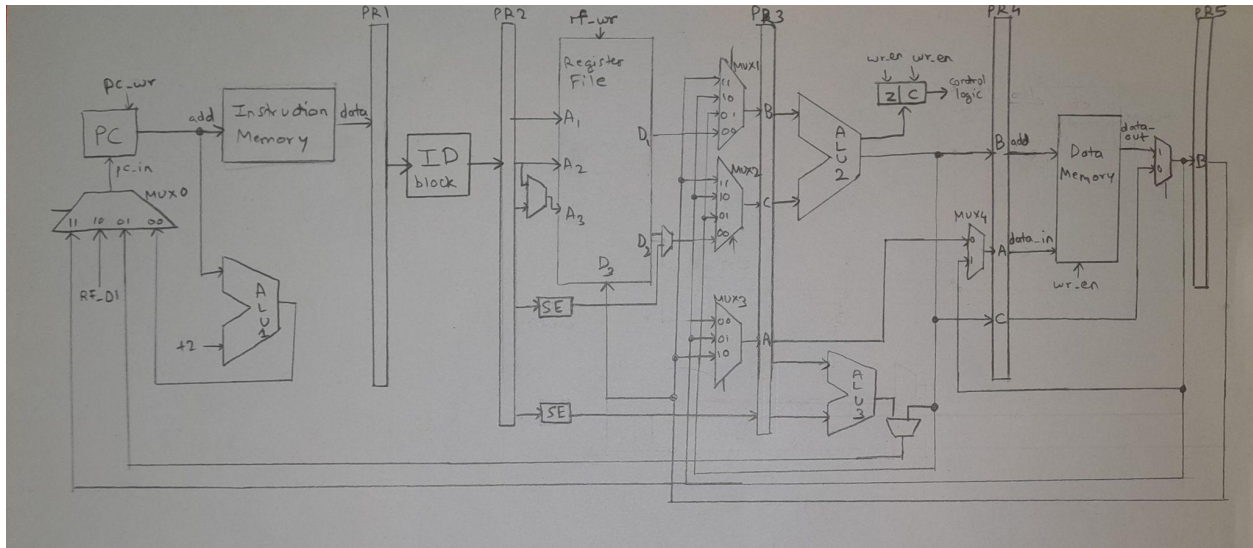 PR1
PR2
rf_wr
PR3
PR4
PR5
pc_wr
PC
add
Instruction
Memory
data
ID
block
Register
File
A1
A2
A3
D1
D2
D3
MUX1
11
10
01
00
MUX2
11
10
01
00
MUX3
00
01
10
B
C
A
ALU2
wr_en wr_en
Z C
control
logic
B
add
Data
Memory
data_out
1
0
B
MUX4
0
1
A
data_in
wr_en
C
pc_in
MUX0
11 10 01 00
RF_D1
ALU1
+2
SE
SE
ALU3